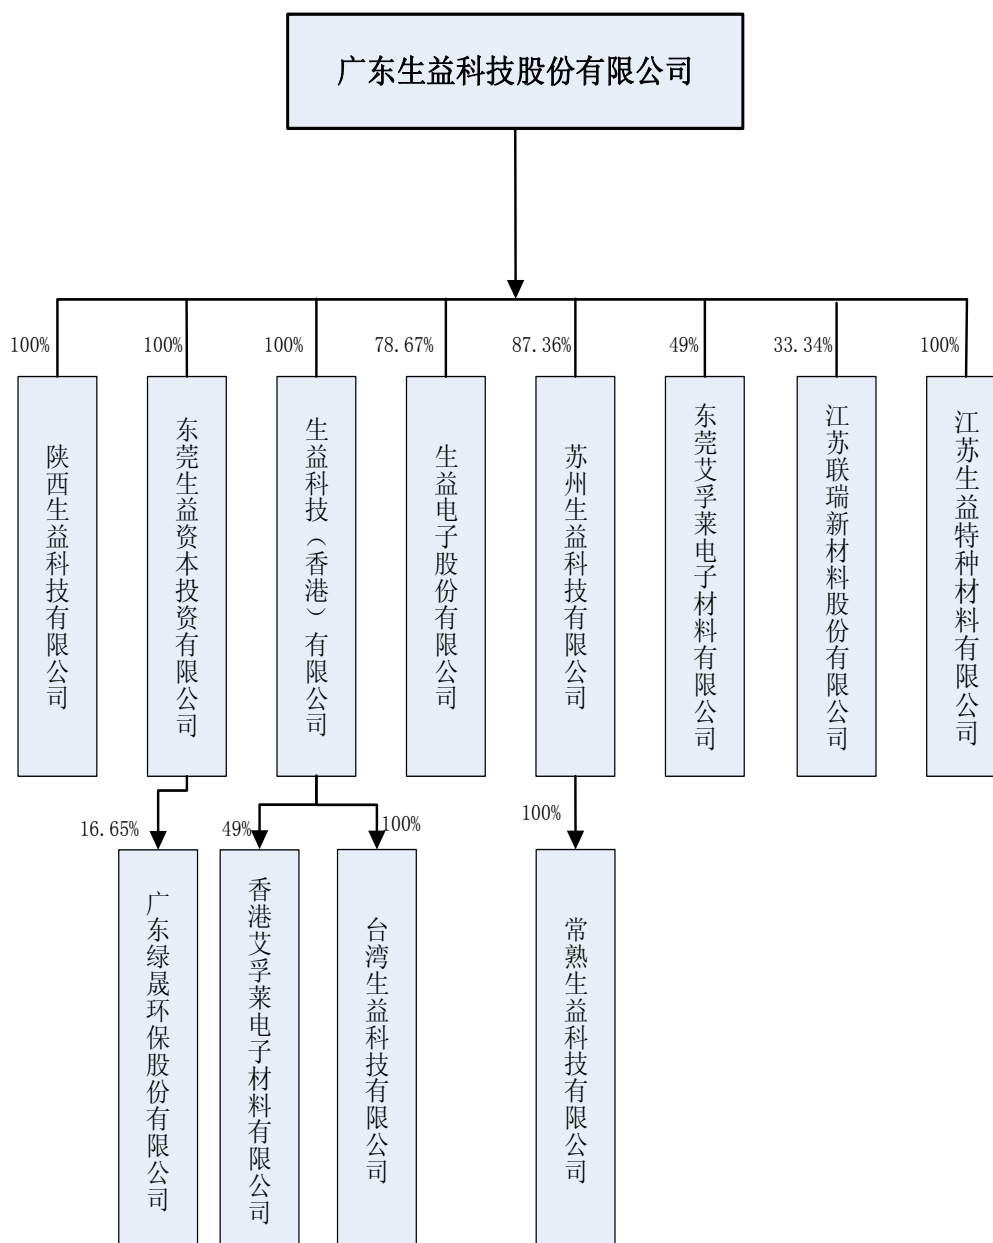 广东生益科技股份有限公司
100%
100%
100%
78.67%
87.36%
49%
33.34%
100%
陕西生益科技有限公司
东莞生益资本投资有限公司
生益科技（香港）有限公司
生益电子股份有限公司
苏州生益科技有限公司
东莞艾孚莱电子材料有限公司
江苏联瑞新材料股份有限公司
江苏生益特种材料有限公司
16.65%
49%
100%
100%
广东绿晟环保股份有限公司
香港艾孚莱电子材料有限公司
台湾生益科技有限公司
常熟生益科技有限公司